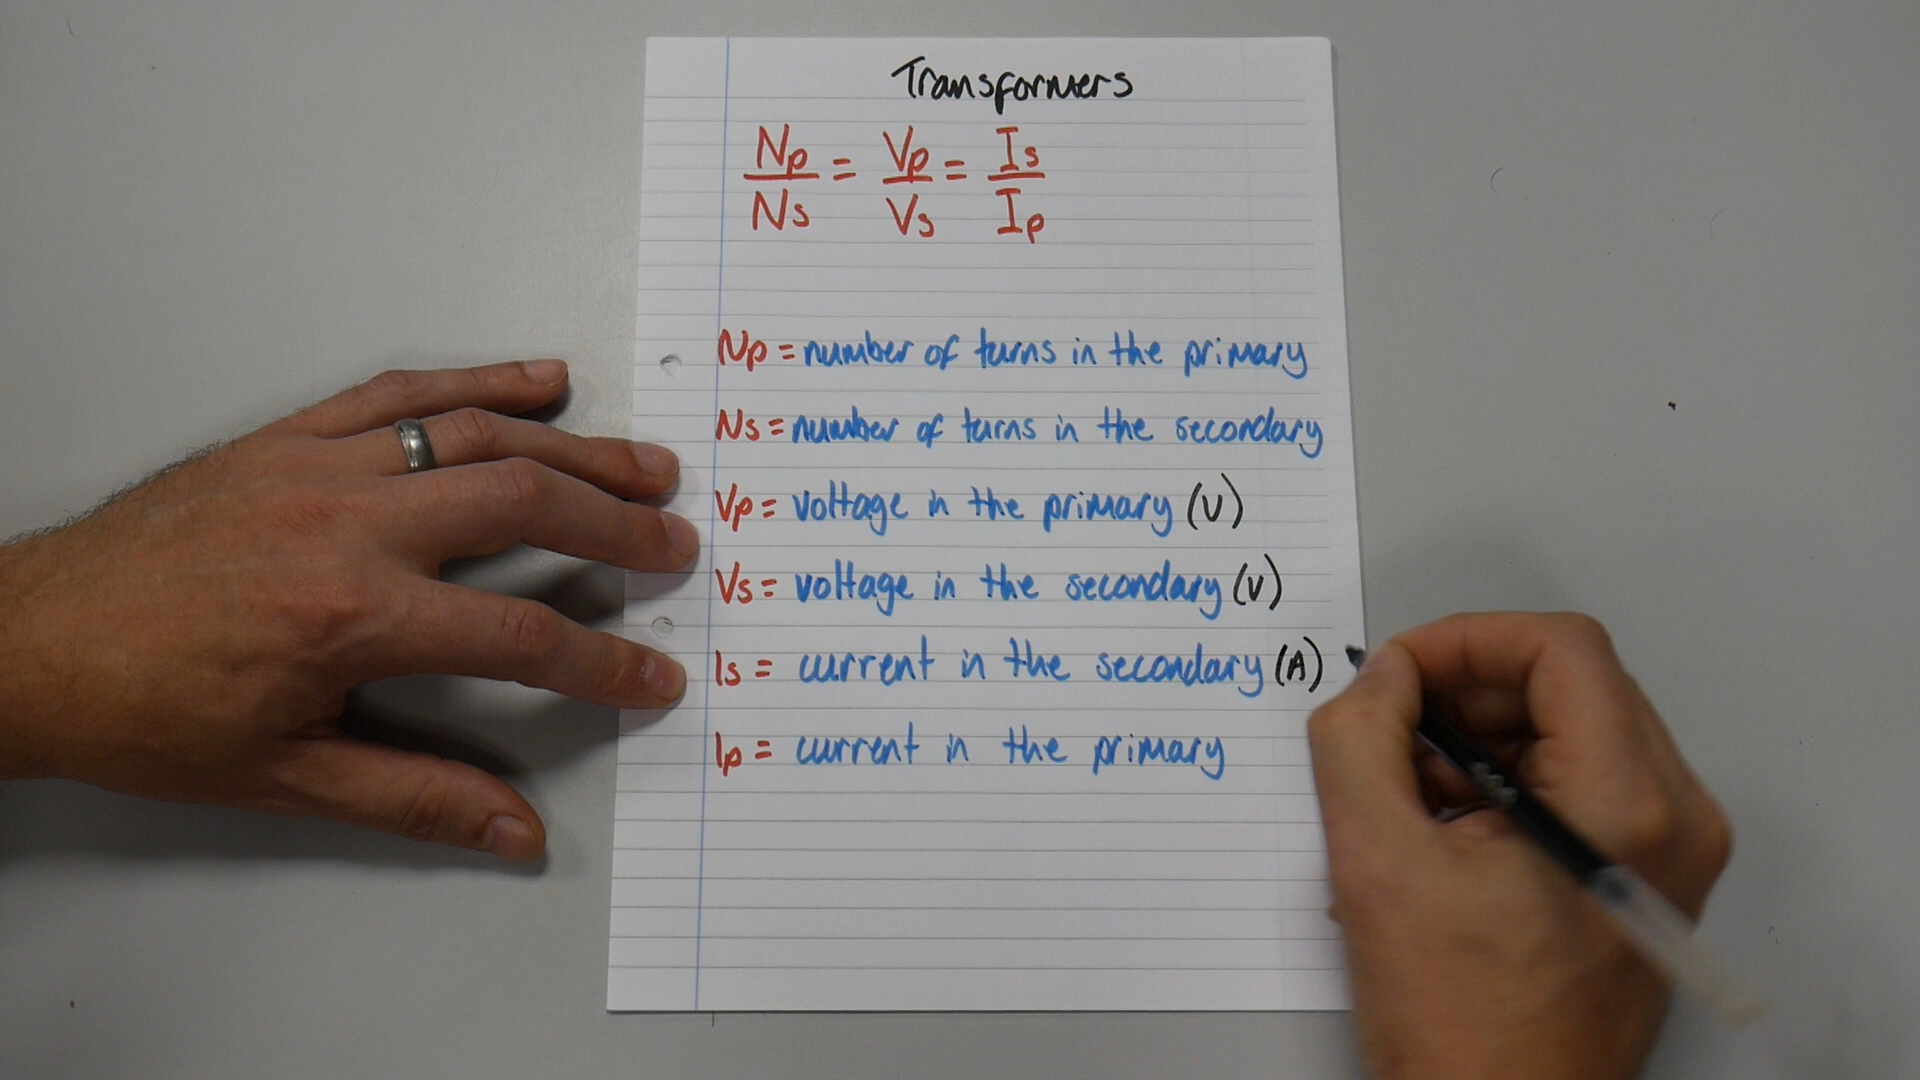 Transformers
Np/Ns = Vp/Vs = Is/Ip
Np = number of turns in the primary
Ns = number of turns in the secondary
Vp = voltage in the primary (V)
Vs = voltage in the secondary (V)
Is = current in the secondary (A)
Ip = current in the primary